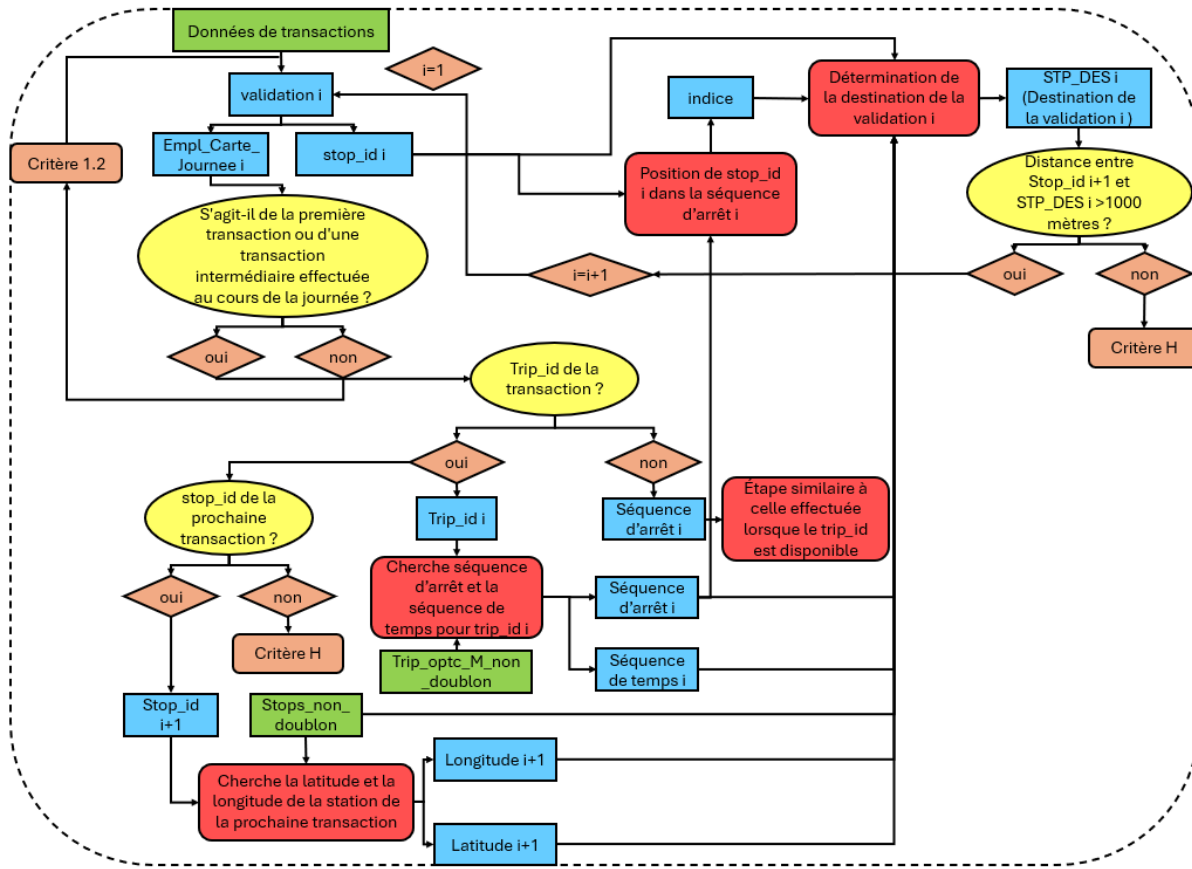 Données de transactions
i=1
validation i
Empl_Carte_
Journee i
stop_id i
Critère 1.2
S'agit-il de la première
transaction ou d'une
transaction
intermédiaire effectuée
au cours de la journée ?
oui
non
indice
Détermination de
la destination de la
validation i
STP_DES i
(Destination de
la validation i )
Position de stop_id
i dans la séquence
d'arrêt i
Distance entre
Stop_id i+1 et
STP_DES i >1000
mètres ?
i=i+1
oui
non
Critère H
Trip_id de la
transaction ?
oui
non
stop_id de la
prochaine
transaction ?
Trip_id i
Séquence
d'arrêt i
Étape similaire à
celle effectuée
lorsque le trip_id
est disponible
oui
non
Cherche séquence
d'arrêt et la
séquence de
temps pour trip_id i
Séquence
d'arrêt i
Critère H
Trip_optc_M_non
_doublon
Séquence
de temps i
Stop_id
i+1
Stops_non_
doublon
Cherche la latitude et la
longitude de la station de
la prochaine transaction
Longitude i+1
Latitude i+1